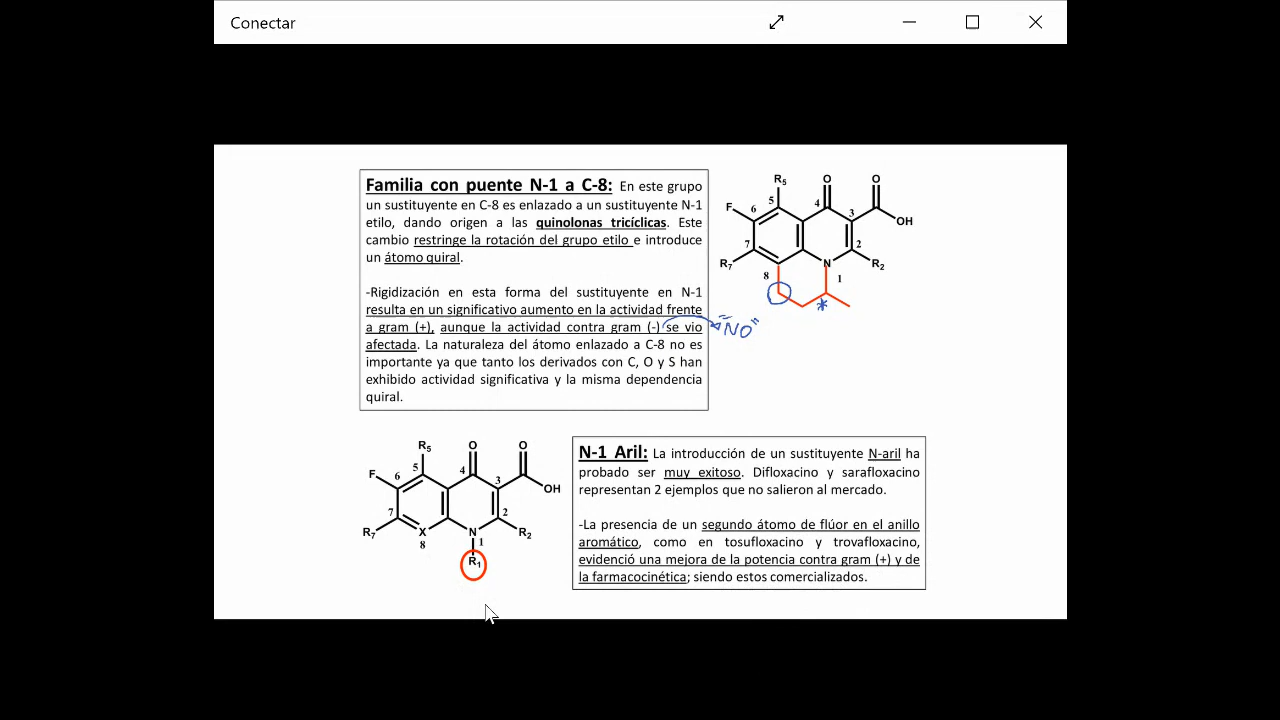 Conectar
Familia con puente N-1 a C-8: En este grupo
un sustituyente en C-8 es enlazado a un sustituyente N-1
etilo, dando origen a las quinolonas tricíclicas. Este
cambio restringe la rotación del grupo etilo e introduce
un átomo quiral.
-Rigidización en esta forma del sustituyente en N-1
resulta en un significativo aumento en la actividad frente
a gram (+), aunque la actividad contra gram (-) se vio
afectada. La naturaleza del átomo enlazado a C-8 no es
importante ya que tanto los derivados con C, O y S han
exhibido actividad significativa y la misma dependencia
quiral.
R5 O O
F 6 5 4 3 OH
7 2
R7 8 N 1 R2
*
"NO"
R5 O O
F 6 5 4 3 OH
7 2
R7 X 8 N 1 R2
R1
N-1 Aril: La introducción de un sustituyente N-aril ha
probado ser muy exitoso. Difloxacino y sarafloxacino
representan 2 ejemplos que no salieron al mercado.
-La presencia de un segundo átomo de flúor en el anillo
aromático, como en tosufloxacino y trovafloxacino,
evidenció una mejora de la potencia contra gram (+) y de
la farmacocinética; siendo estos comercializados.